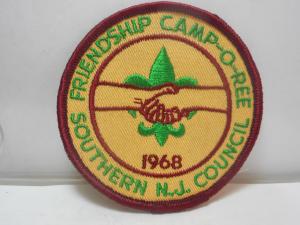 FRIENDSHIP CAMP-O-REE
1968
SOUTHERN N.J. COUNCIL